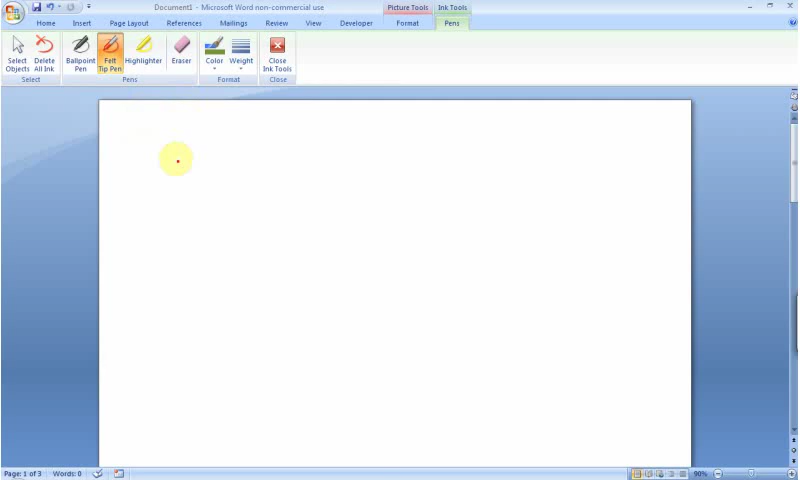 Document1 - Microsoft Word non-commercial use
Picture Tools
Ink Tools
Home
Insert
Page Layout
References
Mailings
Review
View
Developer
Format
Pens
Select Objects
Delete All Ink
Ballpoint Pen
Felt Tip Pen
Highlighter
Eraser
Color
Weight
Close Ink Tools
Select
Pens
Format
Close
Page: 1 of 3
Words: 0
90%